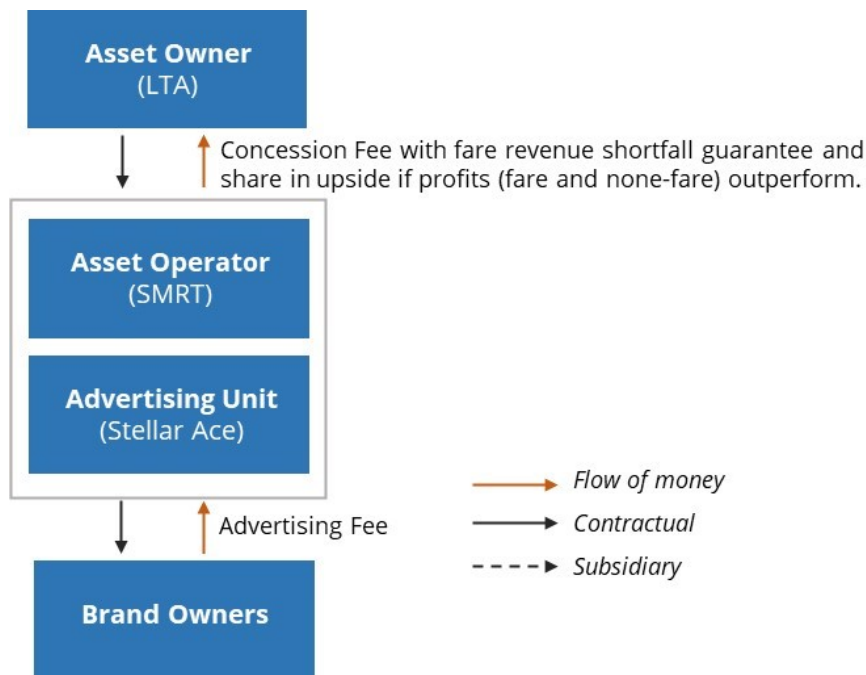 Asset Owner
(LTA)
Concession Fee with fare revenue shortfall guarantee and
share in upside if profits (fare and none-fare) outperform.
Asset Operator
(SMRT)
Advertising Unit
(Stellar Ace)
Advertising Fee
Brand Owners
Flow of money
Contractual
Subsidiary